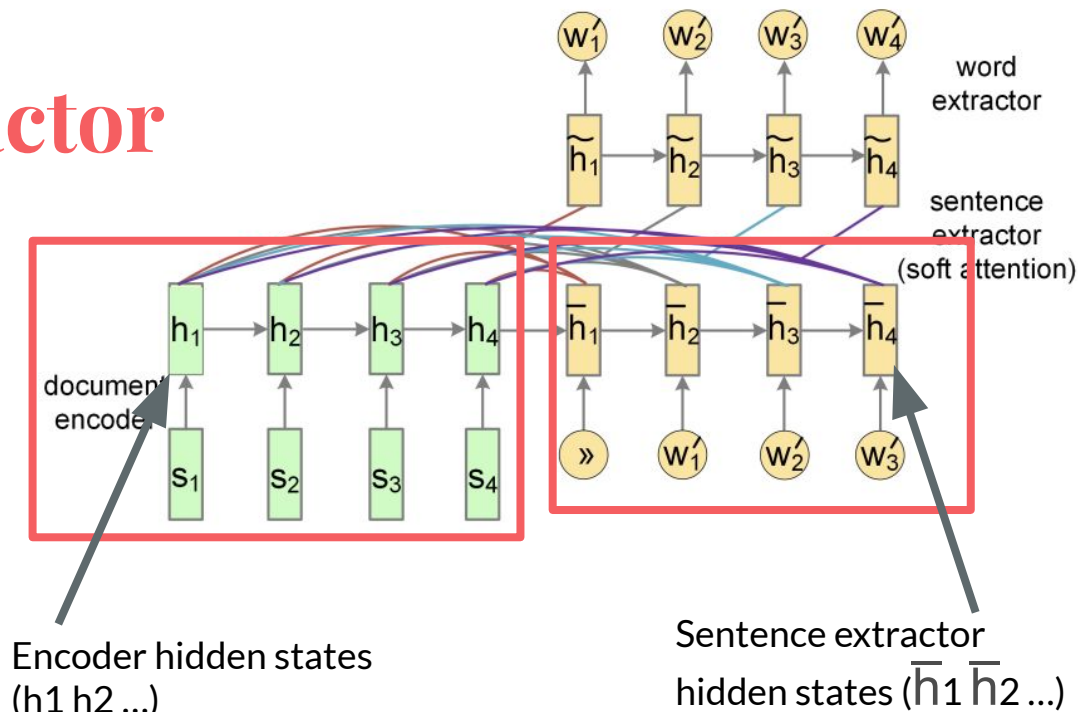 w′1 w′2 w′3 w′4
word
extractor
actor
h̃1 h̃2 h̃3 h̃4
sentence
extractor
(soft attention)
h1 h2 h3 h4 h̄1 h̄2 h̄3 h̄4
document
encoder
s1 s2 s3 s4 » w′1 w′2 w′3
Encoder hidden states
(h1 h2 ...)
Sentence extractor
hidden states (h̄1 h̄2 ...)